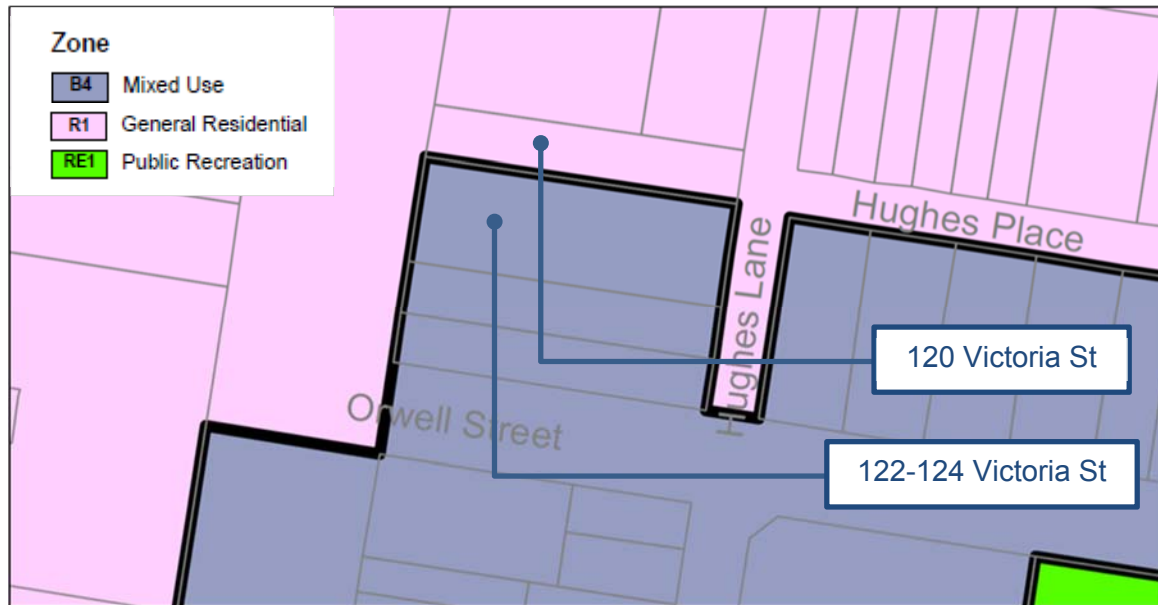 Zone
B4 Mixed Use
R1 General Residential
RE1 Public Recreation
Hughes Place
Hughes Lane
120 Victoria St
Orwell Street
122-124 Victoria St